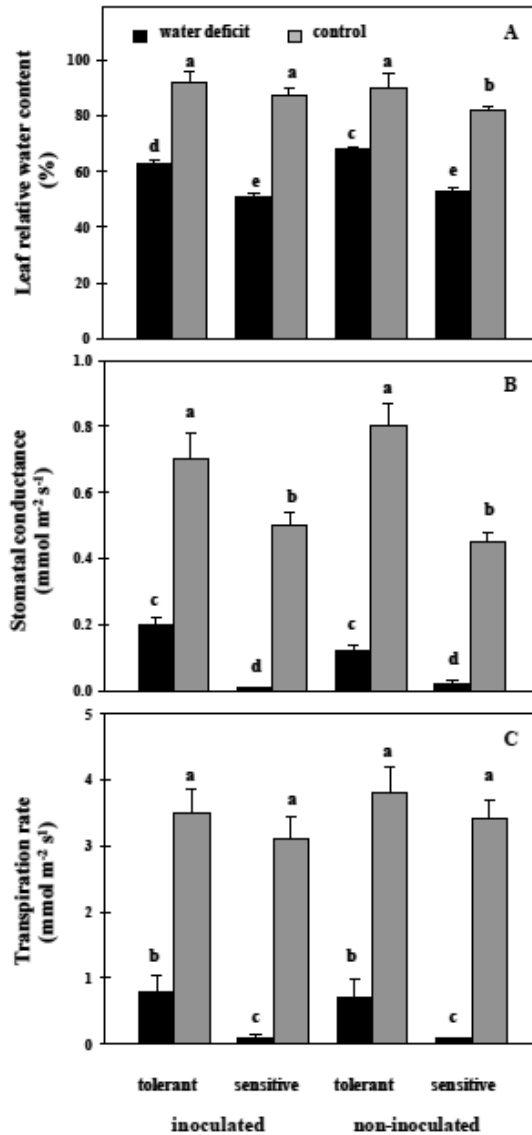 water deficit control A
Leaf relative water content
(%)
100
80
60
40
20
0
d a e a c a e b
B
Stomatal conductance
(mmol m⁻² s⁻¹)
1.0
0.8
0.6
0.4
0.2
0.0
c a d b c a d b
C
Transpiration rate
(mmol m⁻² s¹)
5
4
3
2
1
0
b a c a b a c a
tolerant sensitive tolerant sensitive
inoculated non-inoculated